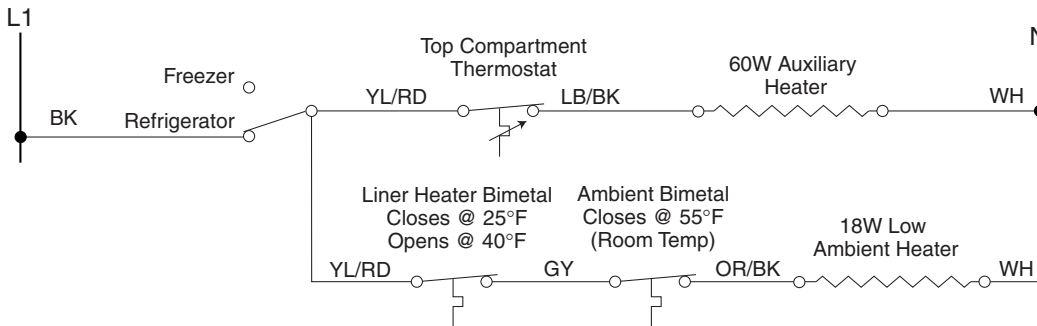 L1
N
Top Compartment
Thermostat
60W Auxiliary
Heater
Freezer
YL/RD
LB/BK
WH
BK
Refrigerator
Liner Heater Bimetal
Closes @ 25°F
Opens @ 40°F
Ambient Bimetal
Closes @ 55°F
(Room Temp)
18W Low
Ambient Heater
YL/RD
GY
OR/BK
WH